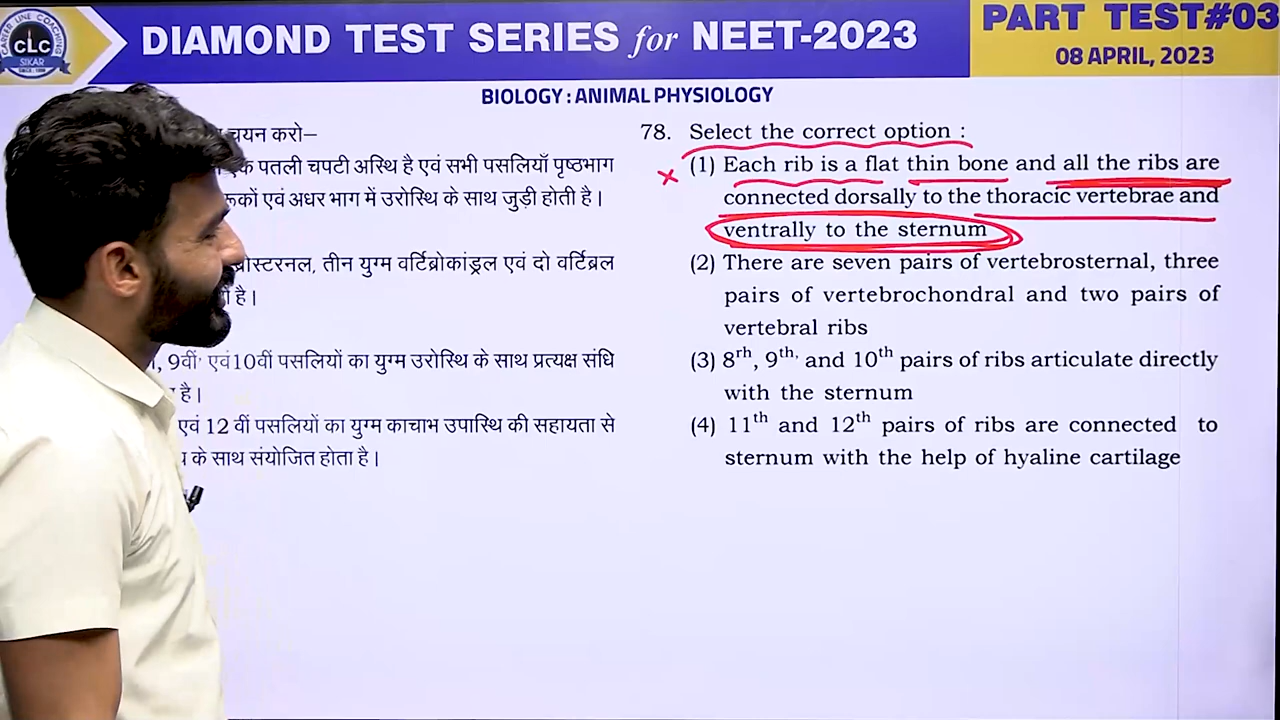 CAREER LINE COACHING
CLC
SIKAR
DIAMOND TEST SERIES for NEET-2023
PART TEST#03
08 APRIL, 2023
BIOLOGY : ANIMAL PHYSIOLOGY
चयन करो–
पतली चपटी अस्थि है एवं सभी पसलियाँ पृष्ठभाग
एवं अधर भाग में उरोस्थि के साथ जुड़ी होती है।
तीन युग्म वर्टिब्रोकांड्रल एवं दो वर्टिब्रल
है।
9वीं' एवं10वीं पसलियों का युग्म उरोस्थि के साथ प्रत्यक्ष संधि
है।
एवं 12 वीं पसलियों का युग्म काचाभ उपास्थि की सहायता से
के साथ संयोजित होता है।
78. Select the correct option :
(1) Each rib is a flat thin bone and all the ribs are
connected dorsally to the thoracic vertebrae and
ventrally to the sternum
(2) There are seven pairs of vertebrosternal, three
pairs of vertebrochondral and two pairs of
vertebral ribs
(3) 8rh, 9th, and 10th pairs of ribs articulate directly
with the sternum
(4) 11th and 12th pairs of ribs are connected to
sternum with the help of hyaline cartilage